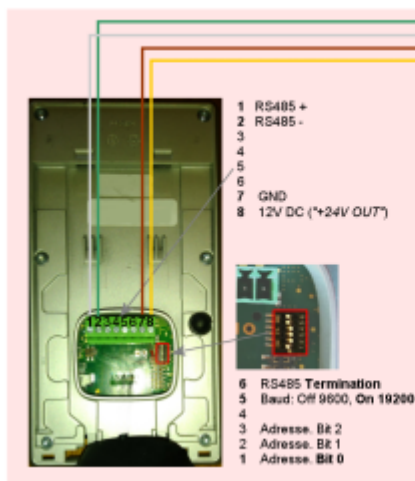 1 RS485 +
2 RS485 -
3
4
5
6
7 GND
8 12V DC ("+24V OUT")
12345678
6 RS485 Termination
5 Baud: Off 9600, On 19200
4
3 Adresse. Bit 2
2 Adresse. Bit 1
1 Adresse. Bit 0